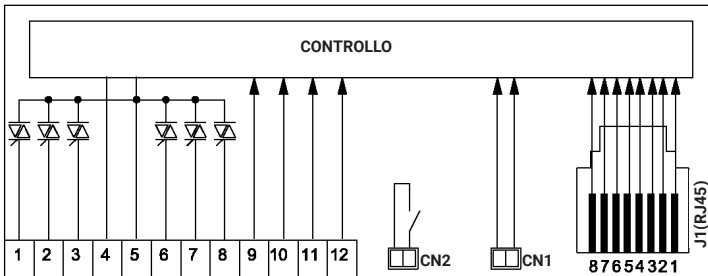 CONTROLLO
1 2 3 4 5 6 7 8 9 10 11 12
CN2
CN1
87654321
J1(RJ45)